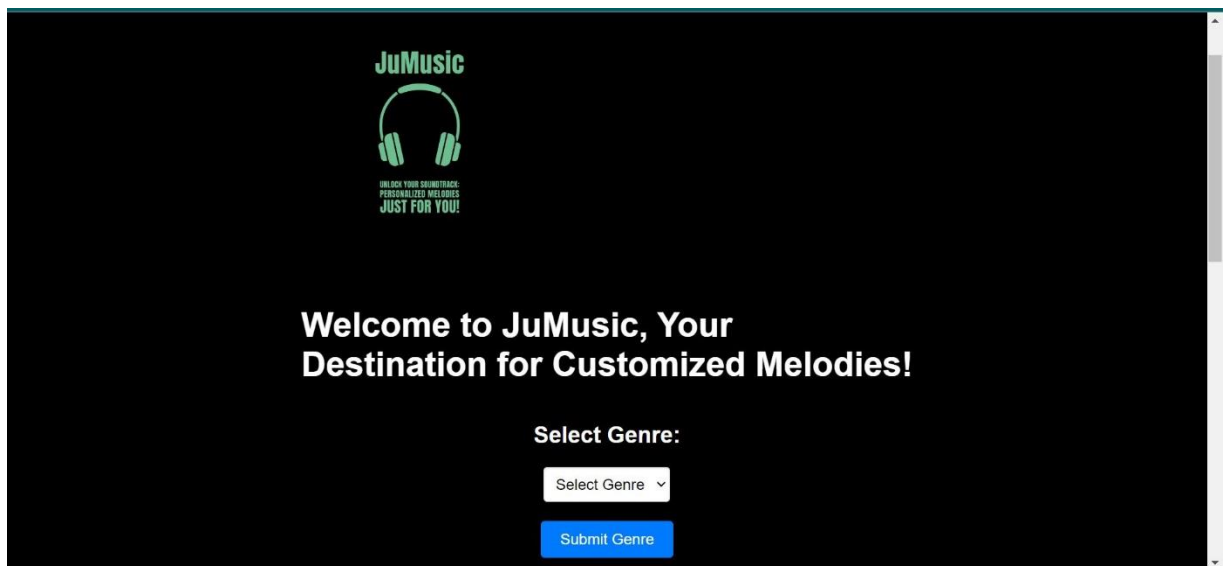 JuMusic
UNLOCK YOUR SOUNDTRACK:
PERSONALIZED MELODIES
JUST FOR YOU!
Welcome to JuMusic, Your
Destination for Customized Melodies!
Select Genre:
Select Genre
Submit Genre